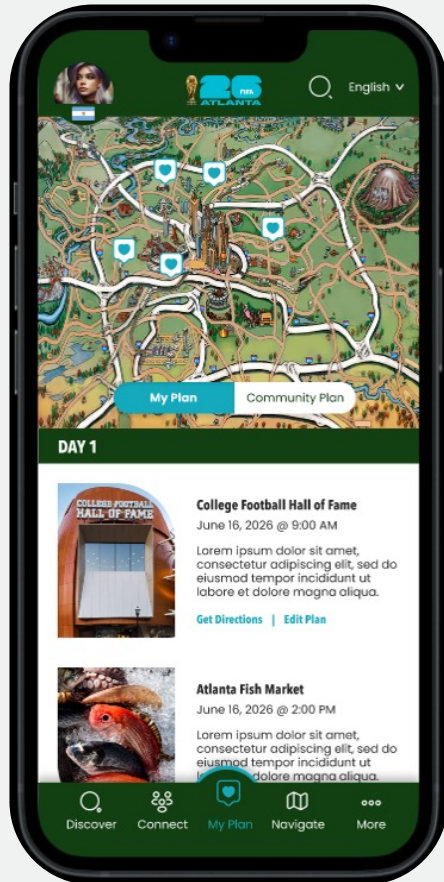 26
FIFA
ATLANTA
English
My Plan
Community Plan
DAY 1
COLLEGE FOOTBALL
HALL OF FAME
College Football Hall of Fame
June 16, 2026 @ 9:00 AM
Lorem ipsum dolor sit amet,
consectetur adipiscing elit, sed do
eiusmod tempor incididunt ut
labore et dolore magna aliqua.
Get Directions | Edit Plan
Atlanta Fish Market
June 16, 2026 @ 2:00 PM
Lorem ipsum dolor sit amet,
consectetur adipiscing elit, sed do
eiusmod tempor incididunt ut
dolore magna aliqua.
Discover
Connect
My Plan
Navigate
More